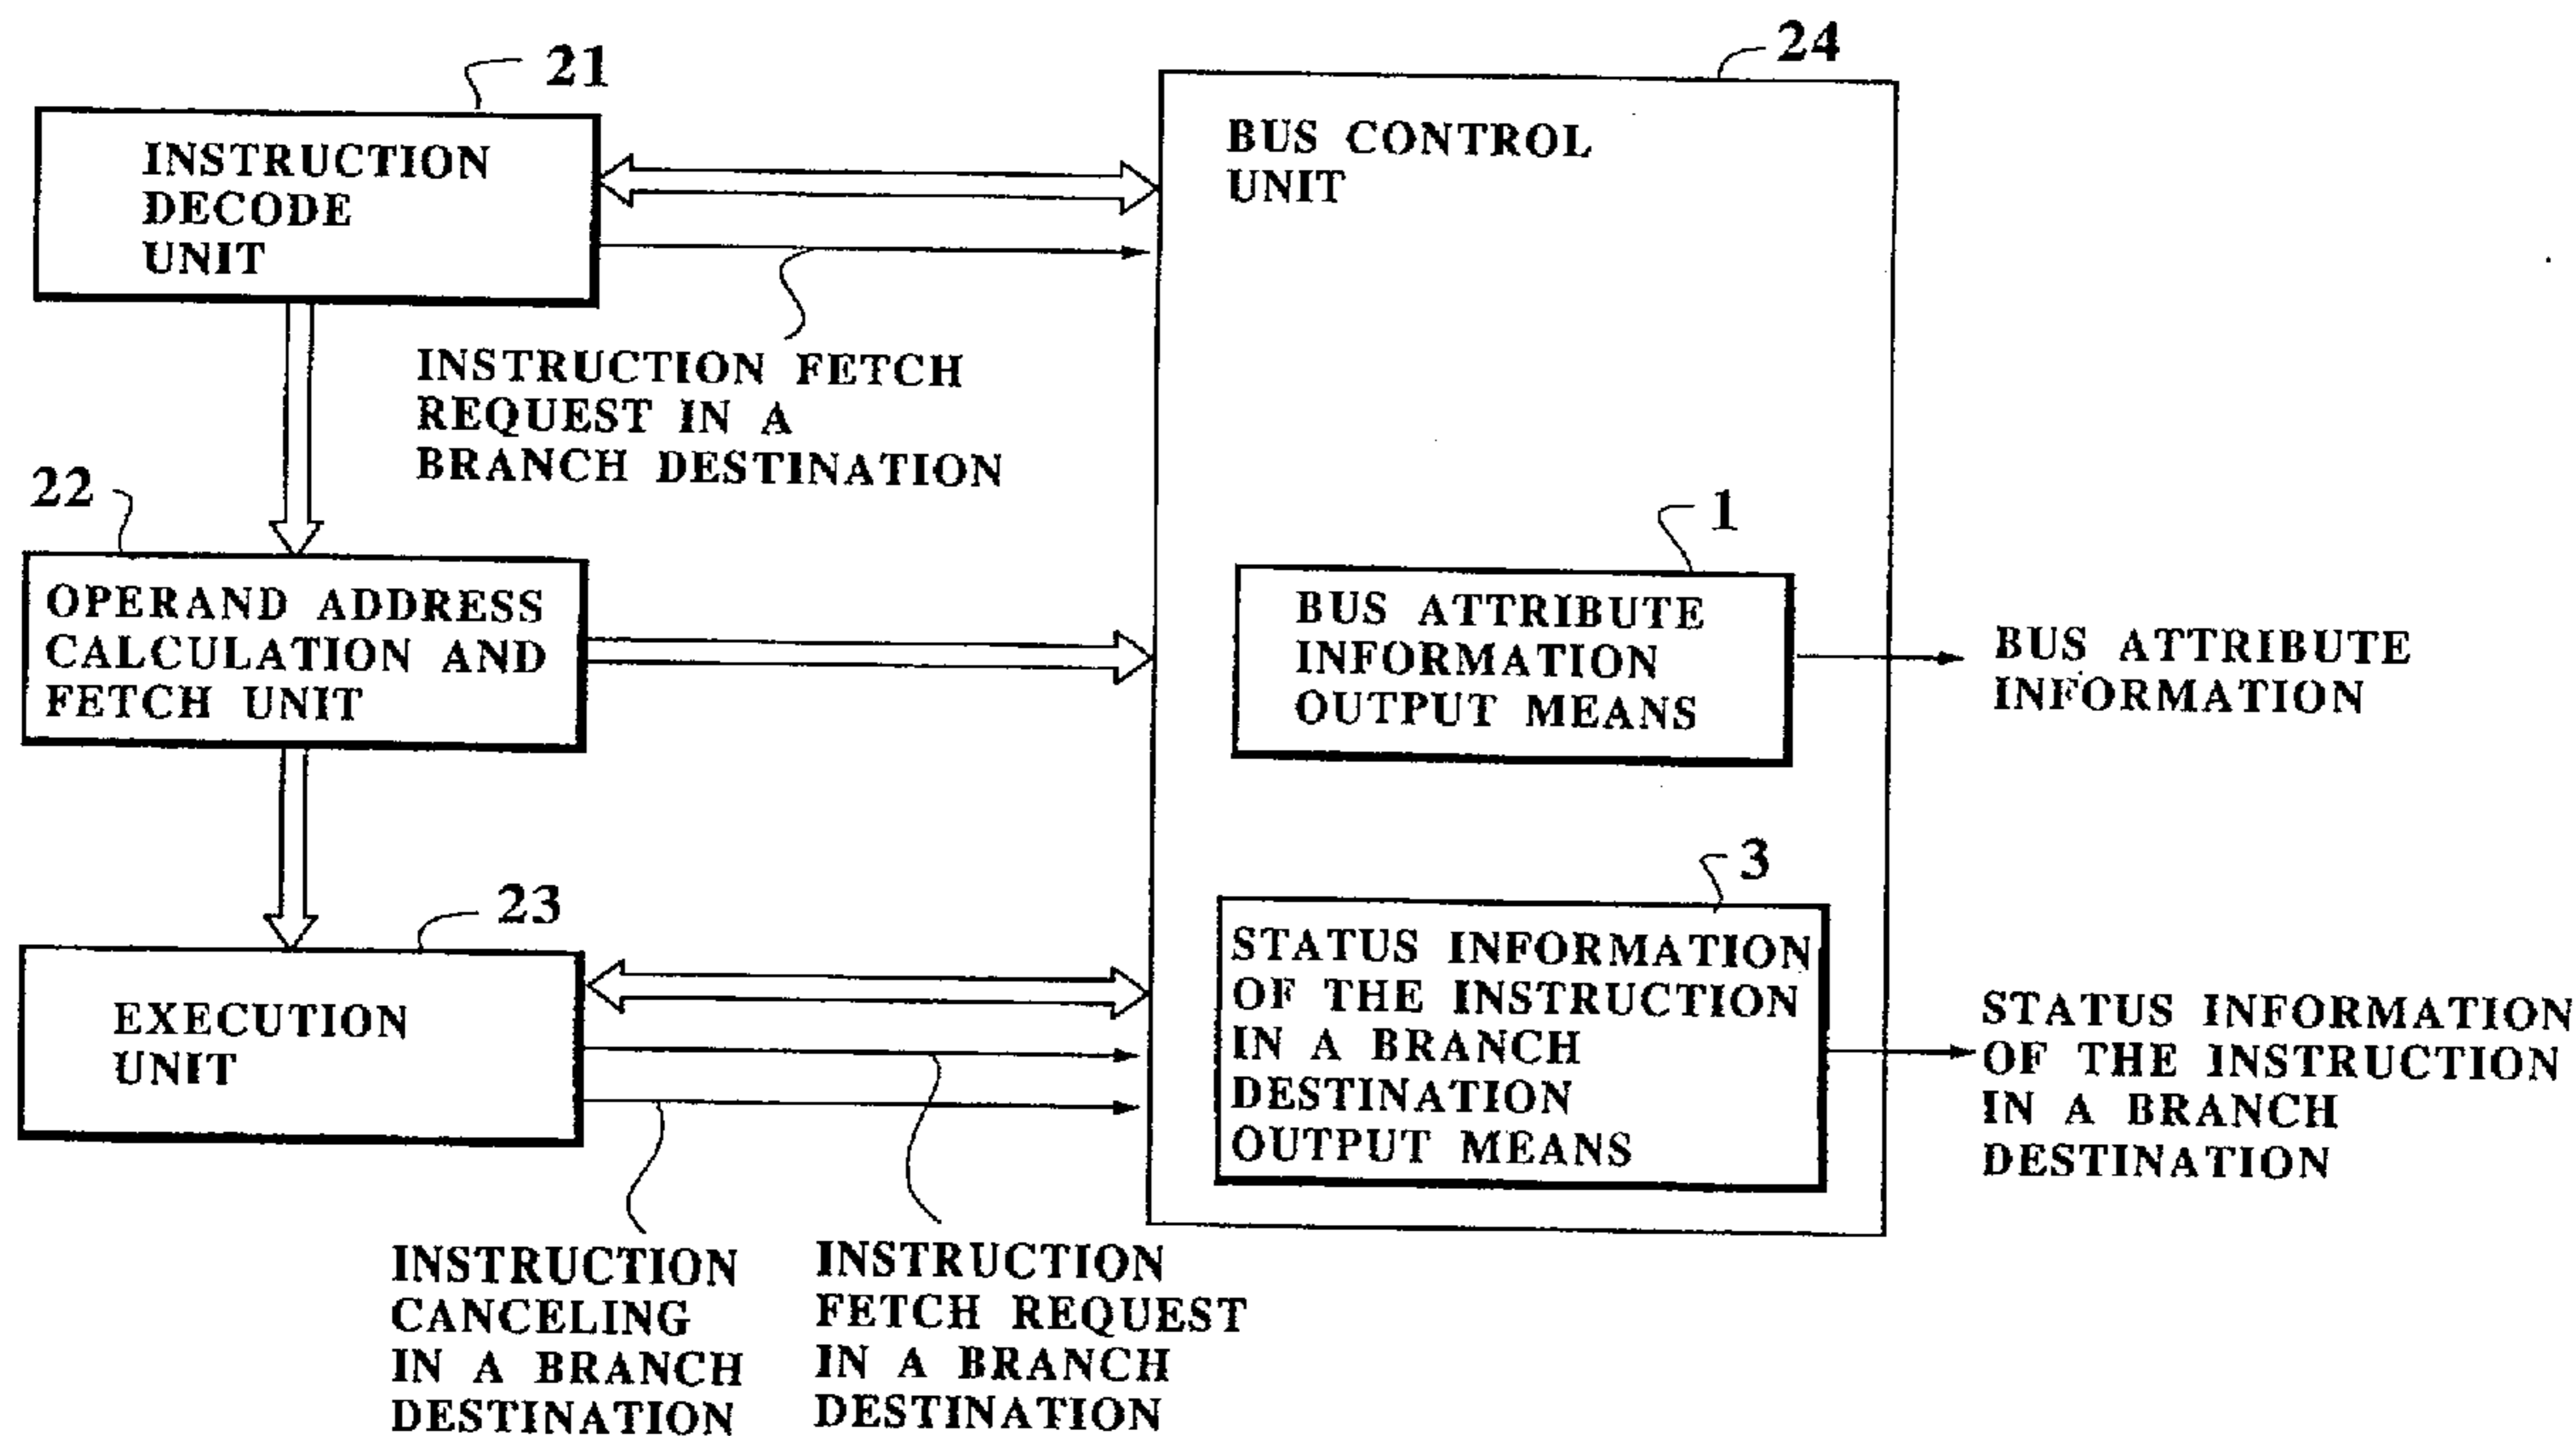 21
INSTRUCTION
DECODE
UNIT
24
BUS CONTROL
UNIT
INSTRUCTION FETCH
REQUEST IN A
BRANCH DESTINATION
22
OPERAND ADDRESS
CALCULATION AND
FETCH UNIT
1
BUS ATTRIBUTE
INFORMATION
OUTPUT MEANS
BUS ATTRIBUTE
INFORMATION
23
EXECUTION
UNIT
3
STATUS INFORMATION
OF THE INSTRUCTION
IN A BRANCH
DESTINATION
OUTPUT MEANS
STATUS INFORMATION
OF THE INSTRUCTION
IN A BRANCH
DESTINATION
INSTRUCTION
CANCELING
IN A BRANCH
DESTINATION
INSTRUCTION
FETCH REQUEST
IN A BRANCH
DESTINATION